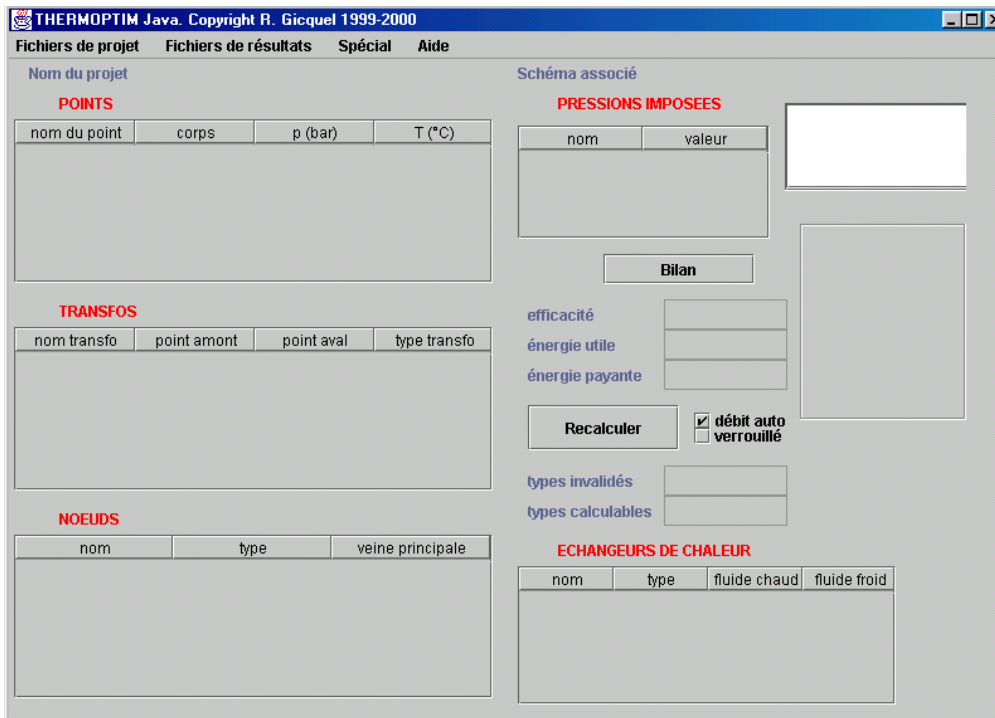 THERMOPTIM Java. Copyright R. Gicquel 1999-2000
Fichiers de projet Fichiers de résultats Spécial Aide
Nom du projet
POINTS
nom du point corps p (bar) T (°C)
TRANSFOS
nom transfo point amont point aval type transfo
NOEUDS
nom type veine principale
Schéma associé
PRESSIONS IMPOSEES
nom valeur
Bilan
efficacité
énergie utile
énergie payante
Recalculer
débit auto
verrouillé
types invalidés
types calculables
ECHANGEURS DE CHALEUR
nom type fluide chaud fluide froid